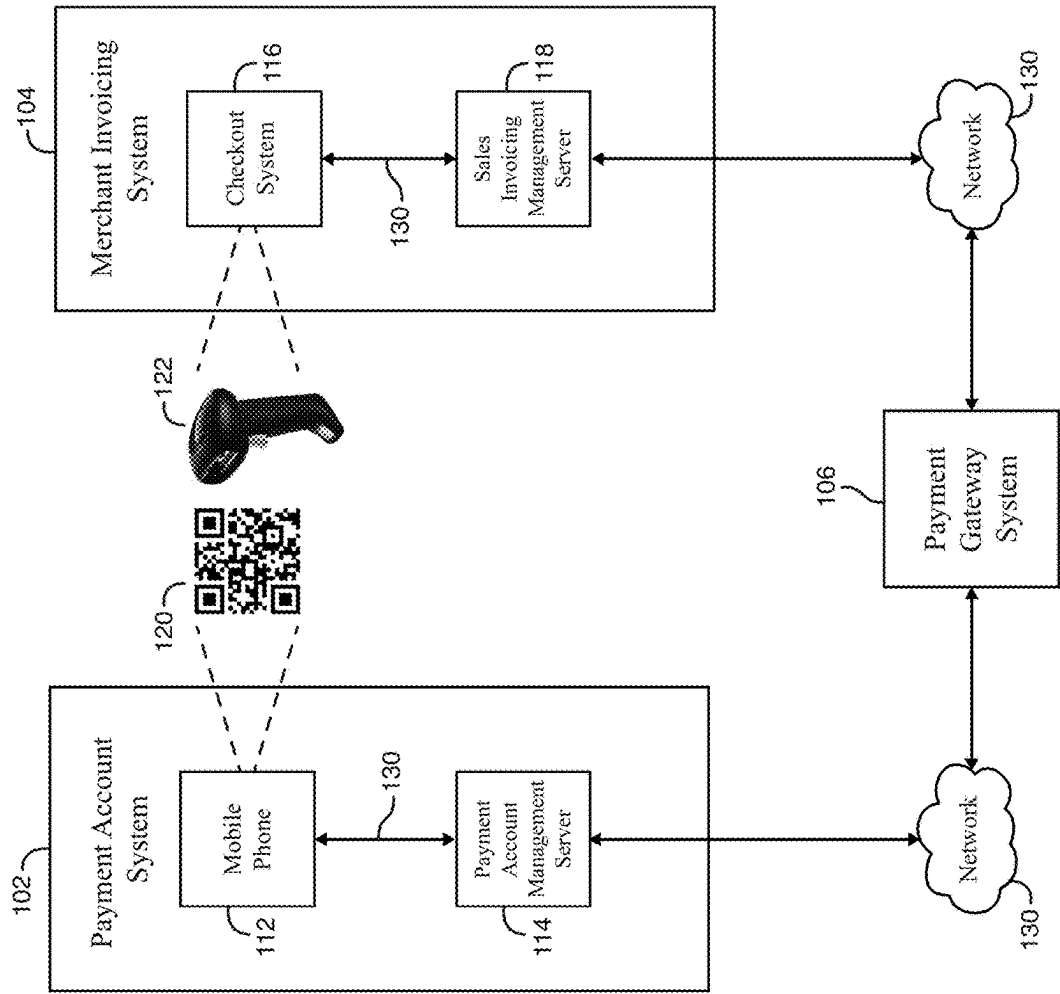 102
Payment Account
System
Mobile
Phone
112
130
Payment
Account
Management
Server
114
Network
130
120
122
106
Payment
Gateway
System
104
Merchant Invoicing
System
Checkout
System
116
130
Sales
Invoicing
Management
Server
118
Network
130